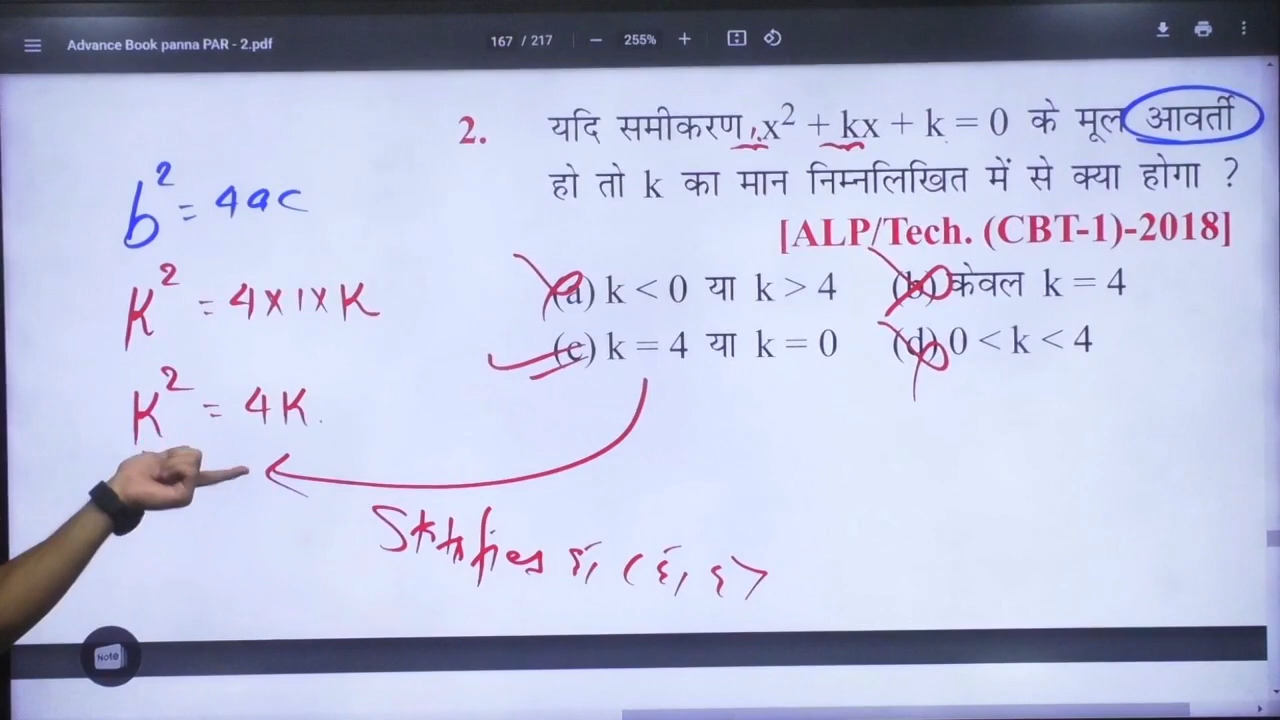 Advance Book panna PAR - 2.pdf
167 / 217
255%
2. यदि समीकरण, x² + kx + k = 0 के मूल आवर्ती
हो तो k का मान निम्नलिखित में से क्या होगा ?
[ALP/Tech. (CBT-1)-2018]
(a) k < 0 या k > 4 (b) केवल k = 4
(c) k = 4 या k = 0 (d) 0 < k < 4
b² = 4ac
K² = 4×1×K
K² = 4K.
Note